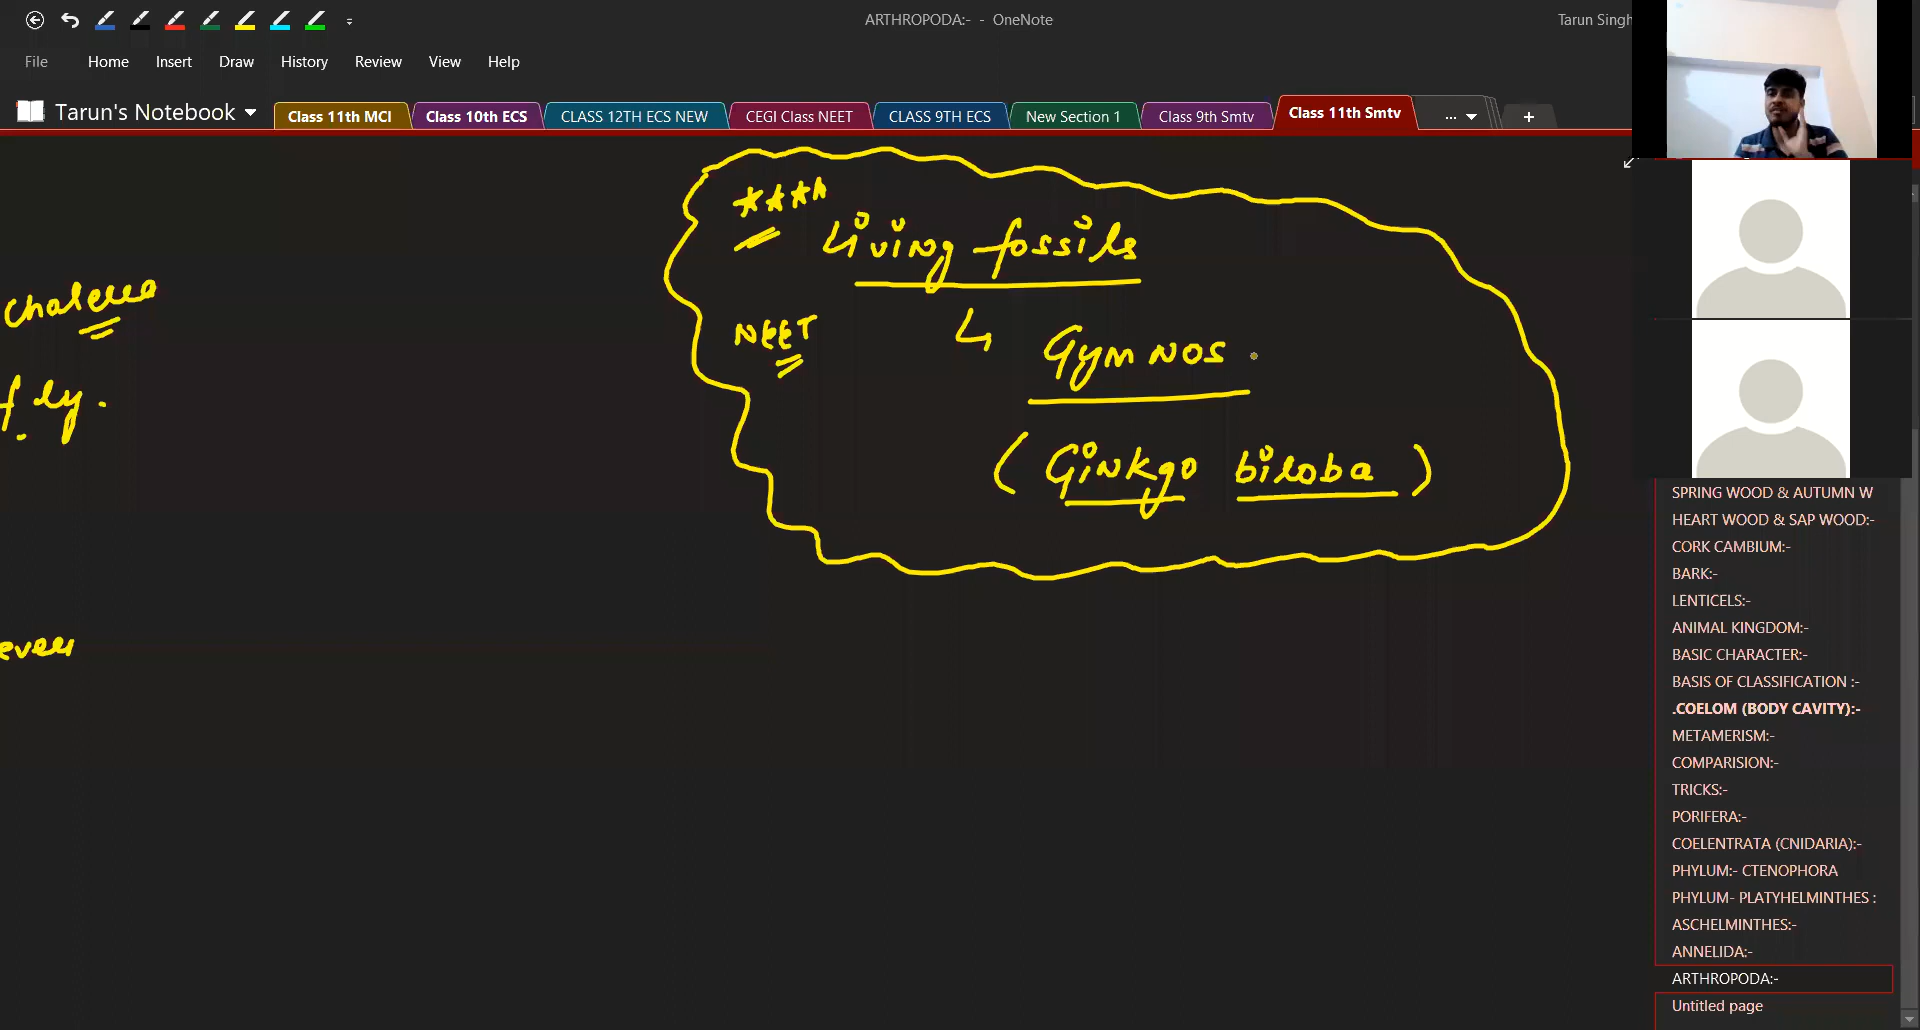 ARTHROPODA:- - OneNote
Tarun Singh
File Home Insert Draw History Review View Help
Tarun's Notebook
Class 11th MCI
Class 10th ECS
CLASS 12TH ECS NEW
CEGI Class NEET
CLASS 9TH ECS
New Section 1
Class 9th Smtv
Class 11th Smtv
...
+
****
Living fossils
NEET
Gymnos.
(Ginkgo biloba)
fly.
SPRING WOOD & AUTUMN W
HEART WOOD & SAP WOOD:-
CORK CAMBIUM:-
BARK:-
LENTICELS:-
ANIMAL KINGDOM:-
BASIC CHARACTER:-
BASIS OF CLASSIFICATION :-
.COELOM (BODY CAVITY):-
METAMERISM:-
COMPARISION:-
TRICKS:-
PORIFERA:-
COELENTRATA (CNIDARIA):-
PHYLUM:- CTENOPHORA
PHYLUM- PLATYHELMINTHES :
ASCHELMINTHES:-
ANNELIDA:-
ARTHROPODA:-
Untitled page